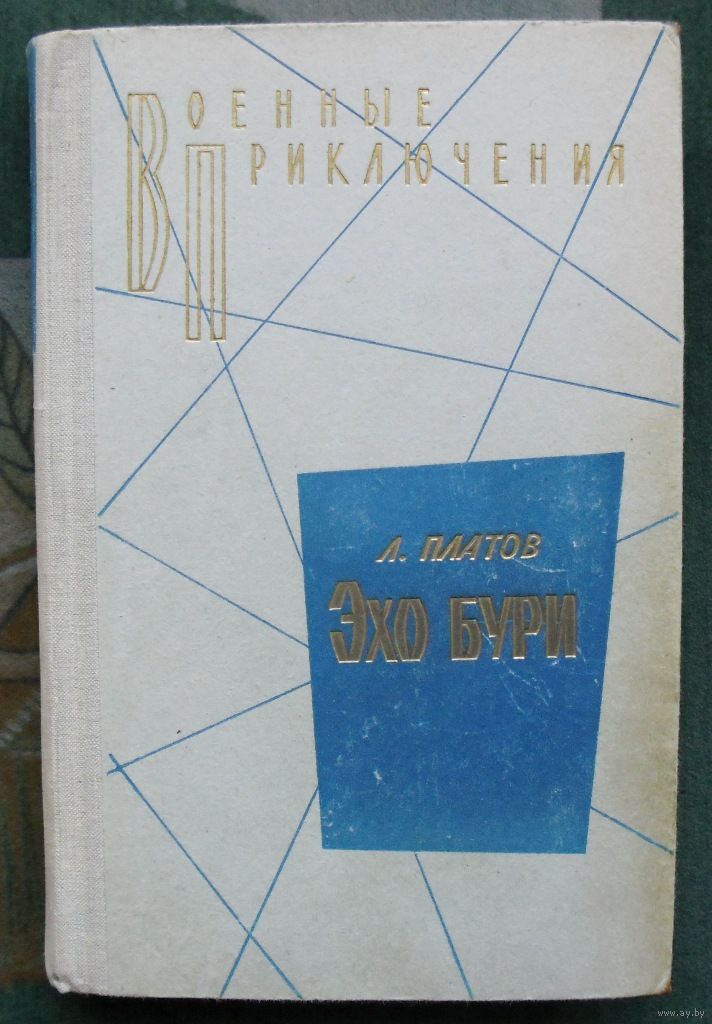 ВОЕННЫЕ
ПРИКЛЮЧЕНИЯ
Л. ПЛАТОВ
ЭХО БУРИ
www.ay.by